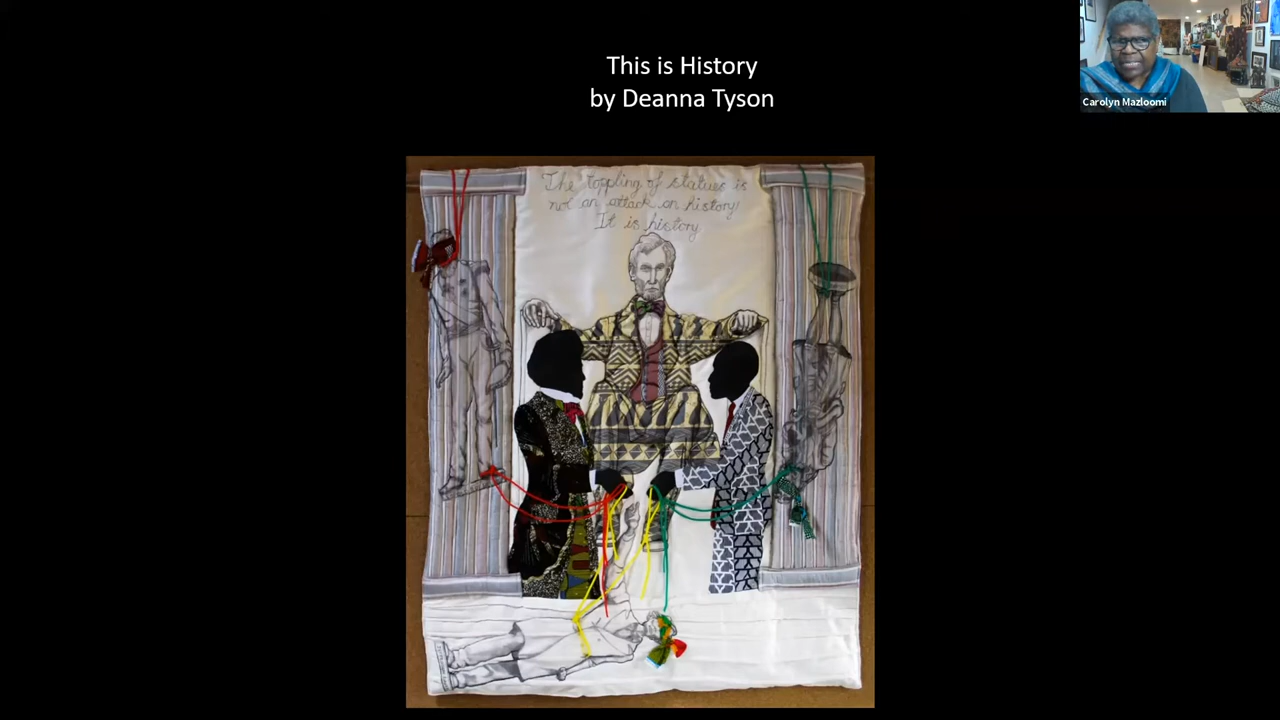 This is History
by Deanna Tyson
Carolyn Mazloomi
The toppling of statues is
not an attack on history!
It is history